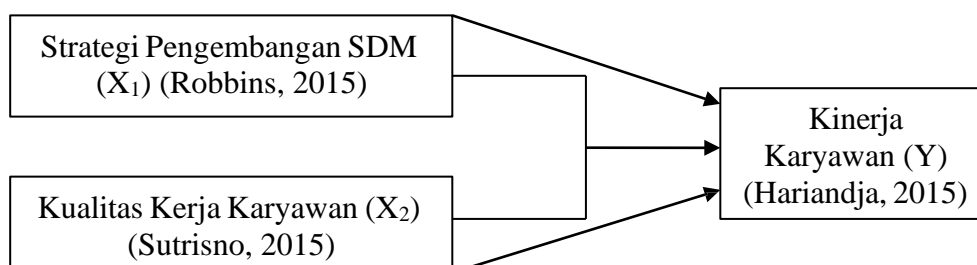 Strategi Pengembangan SDM
(X₁) (Robbins, 2015)
Kualitas Kerja Karyawan (X₂)
(Sutrisno, 2015)
Kinerja
Karyawan (Y)
(Hariandja, 2015)